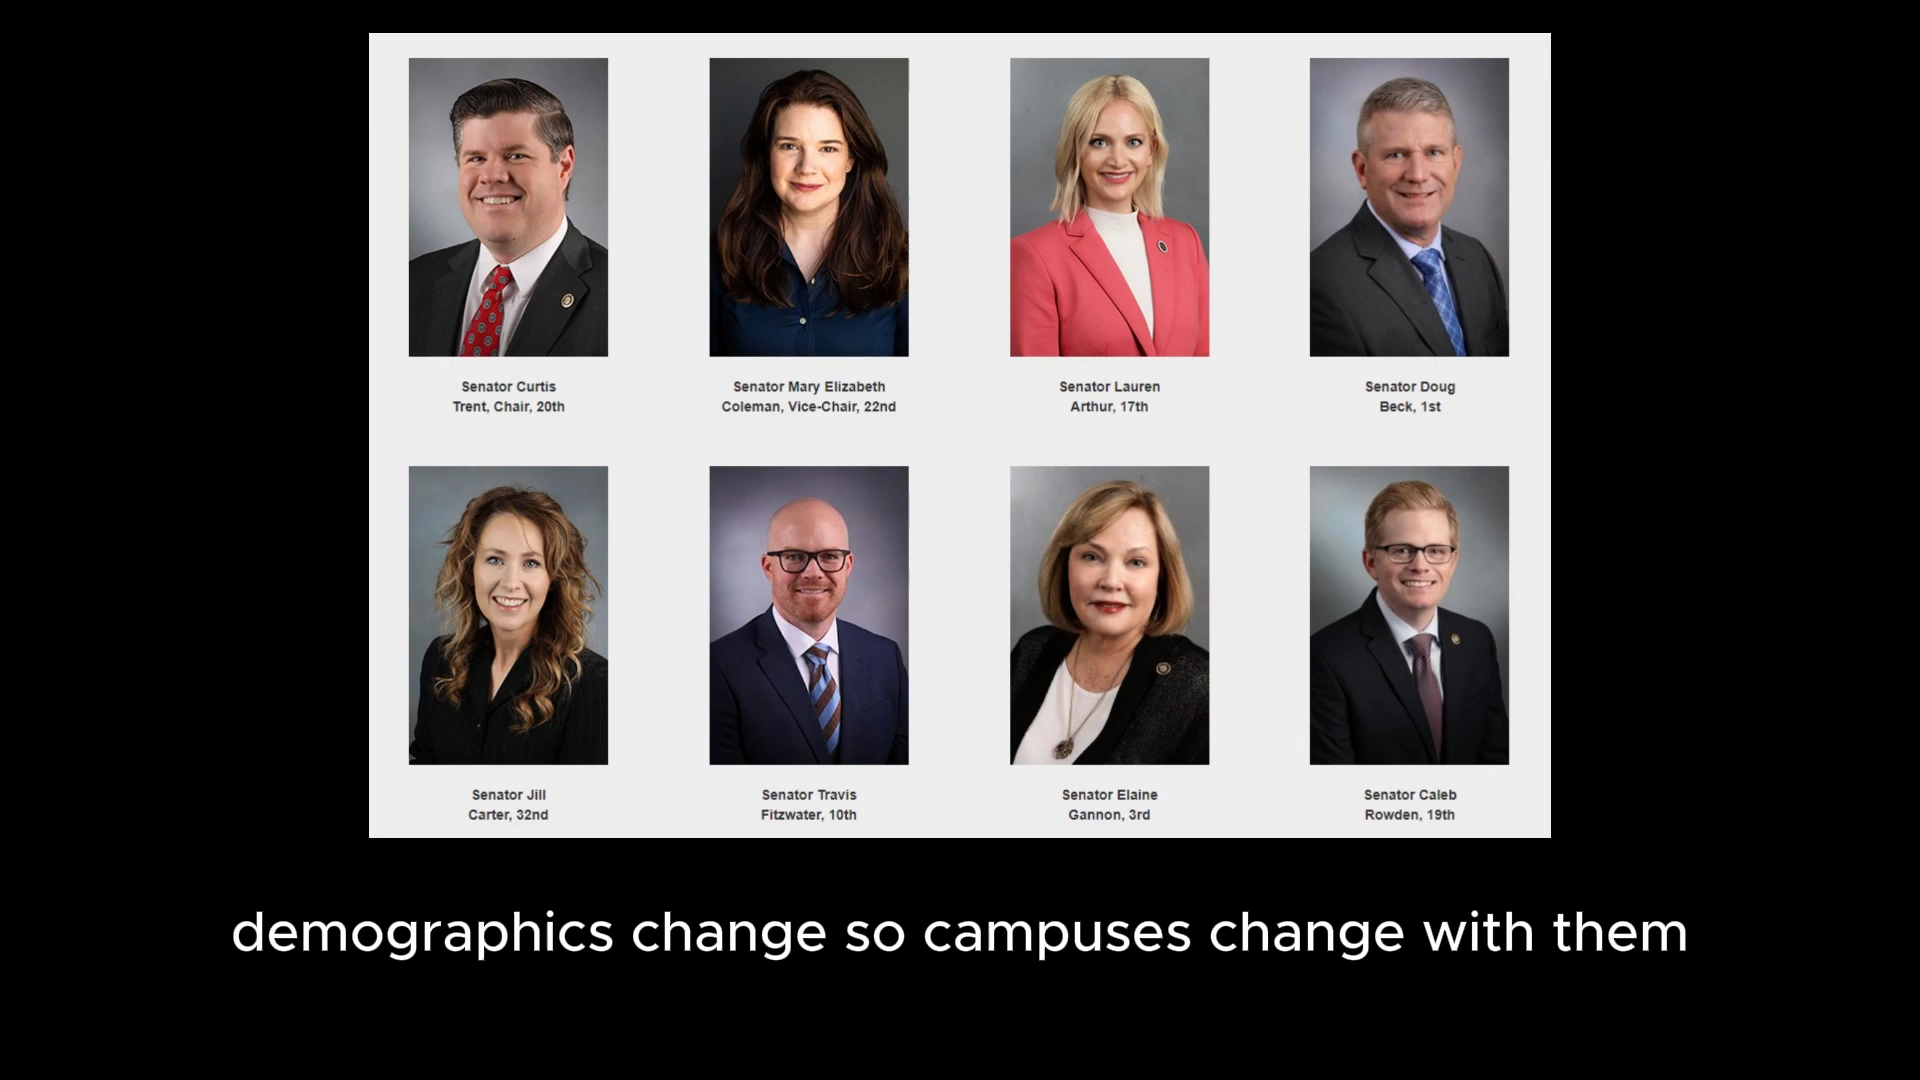 Senator Curtis
Trent, Chair, 20th
Senator Mary Elizabeth
Coleman, Vice-Chair, 22nd
Senator Lauren
Arthur, 17th
Senator Doug
Beck, 1st
Senator Jill
Carter, 32nd
Senator Travis
Fitzwater, 10th
Senator Elaine
Gannon, 3rd
Senator Caleb
Rowden, 19th
demographics change so campuses change with them